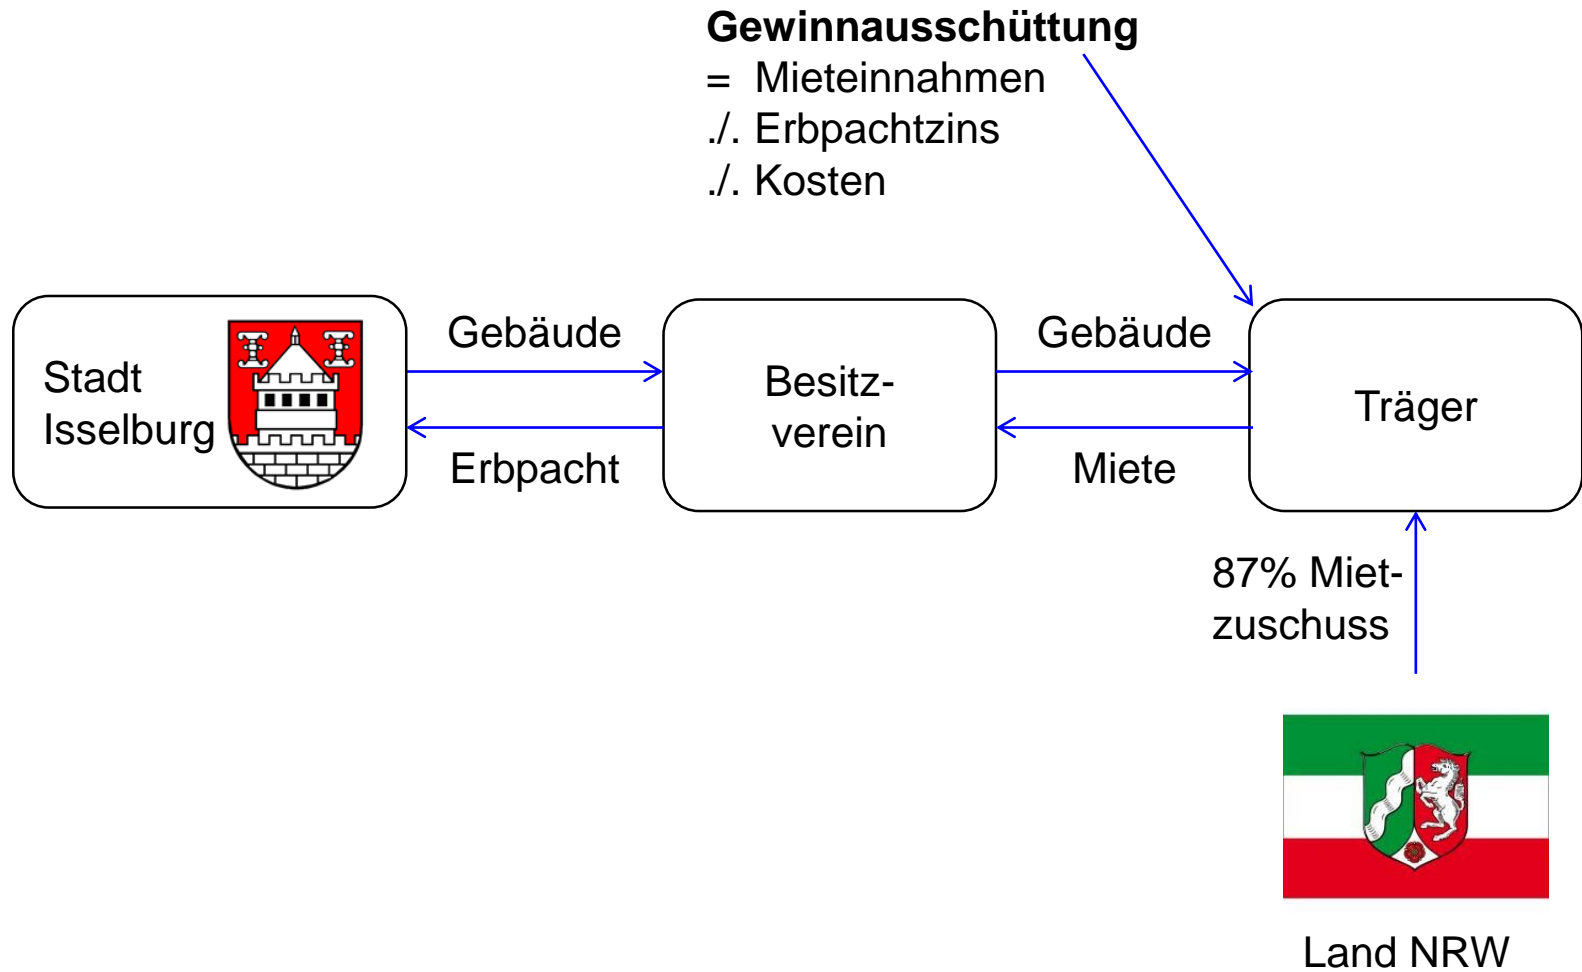 Gewinnausschüttung
= Mieteinnahmen
./. Erbpachtzins
./. Kosten
Stadt
Isselburg
Gebäude
Erbpacht
Besitz-
verein
Gebäude
Miete
Träger
87% Miet-
zuschuss
Land NRW